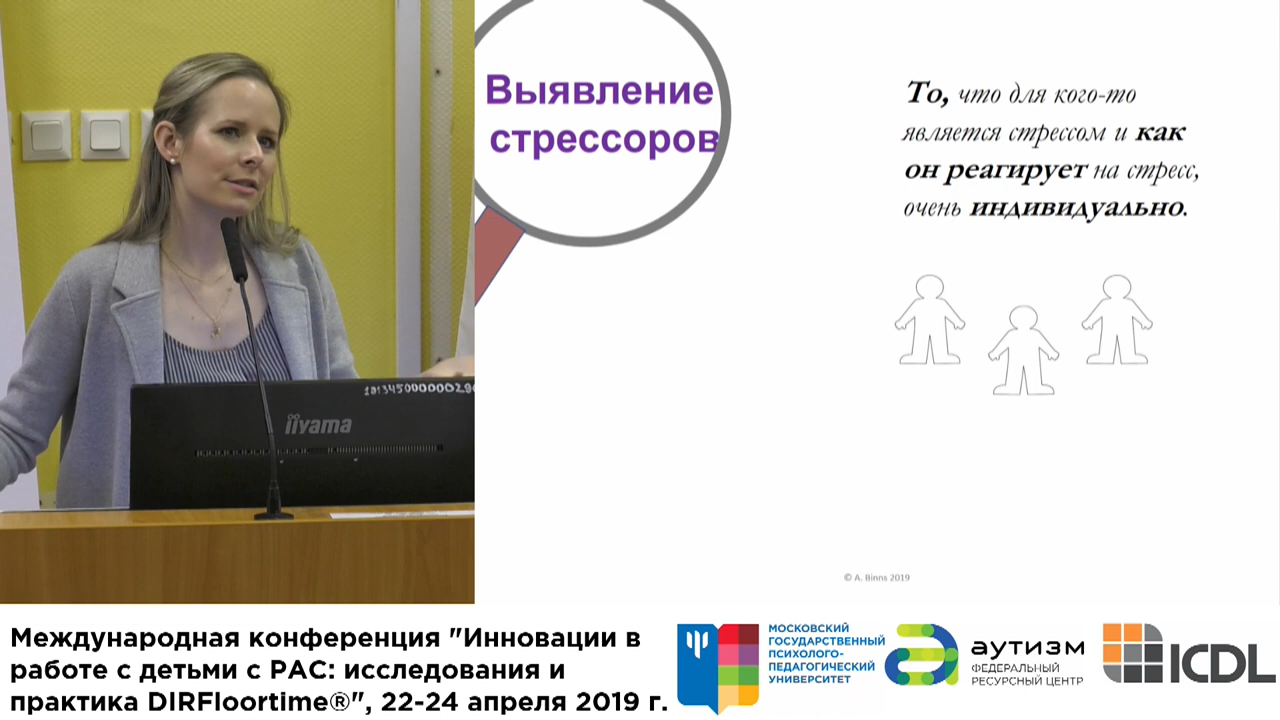 Выявление
стрессоров
То, что для кого-то
является стрессом и как
он реагирует на стресс,
очень индивидуально.
iiyama
© A. Binns 2019
Международная конференция "Инновации в
работе с детьми с РАС: исследования и
практика DIRFloortime®", 22-24 апреля 2019 г.
МОСКОВСКИЙ
ГОСУДАРСТВЕННЫЙ
ПСИХОЛОГО-
ПЕДАГОГИЧЕСКИЙ
УНИВЕРСИТЕТ
аутизм
ФЕДЕРАЛЬНЫЙ
РЕСУРСНЫЙ ЦЕНТР
ICDL